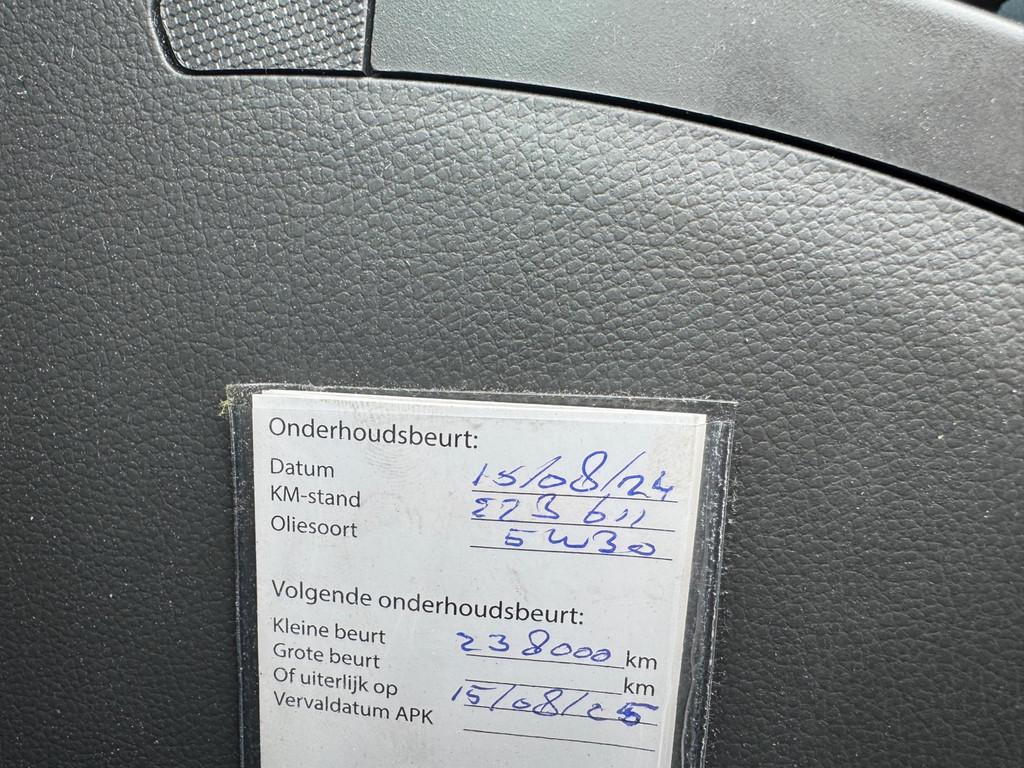 Onderhoudsbeurt:
Datum 15/08/24
KM-stand 223 611
Oliesoort 5W30
Volgende onderhoudsbeurt:
Kleine beurt 238000 km
Grote beurt km
Of uiterlijk op 15/08/25
Vervaldatum APK